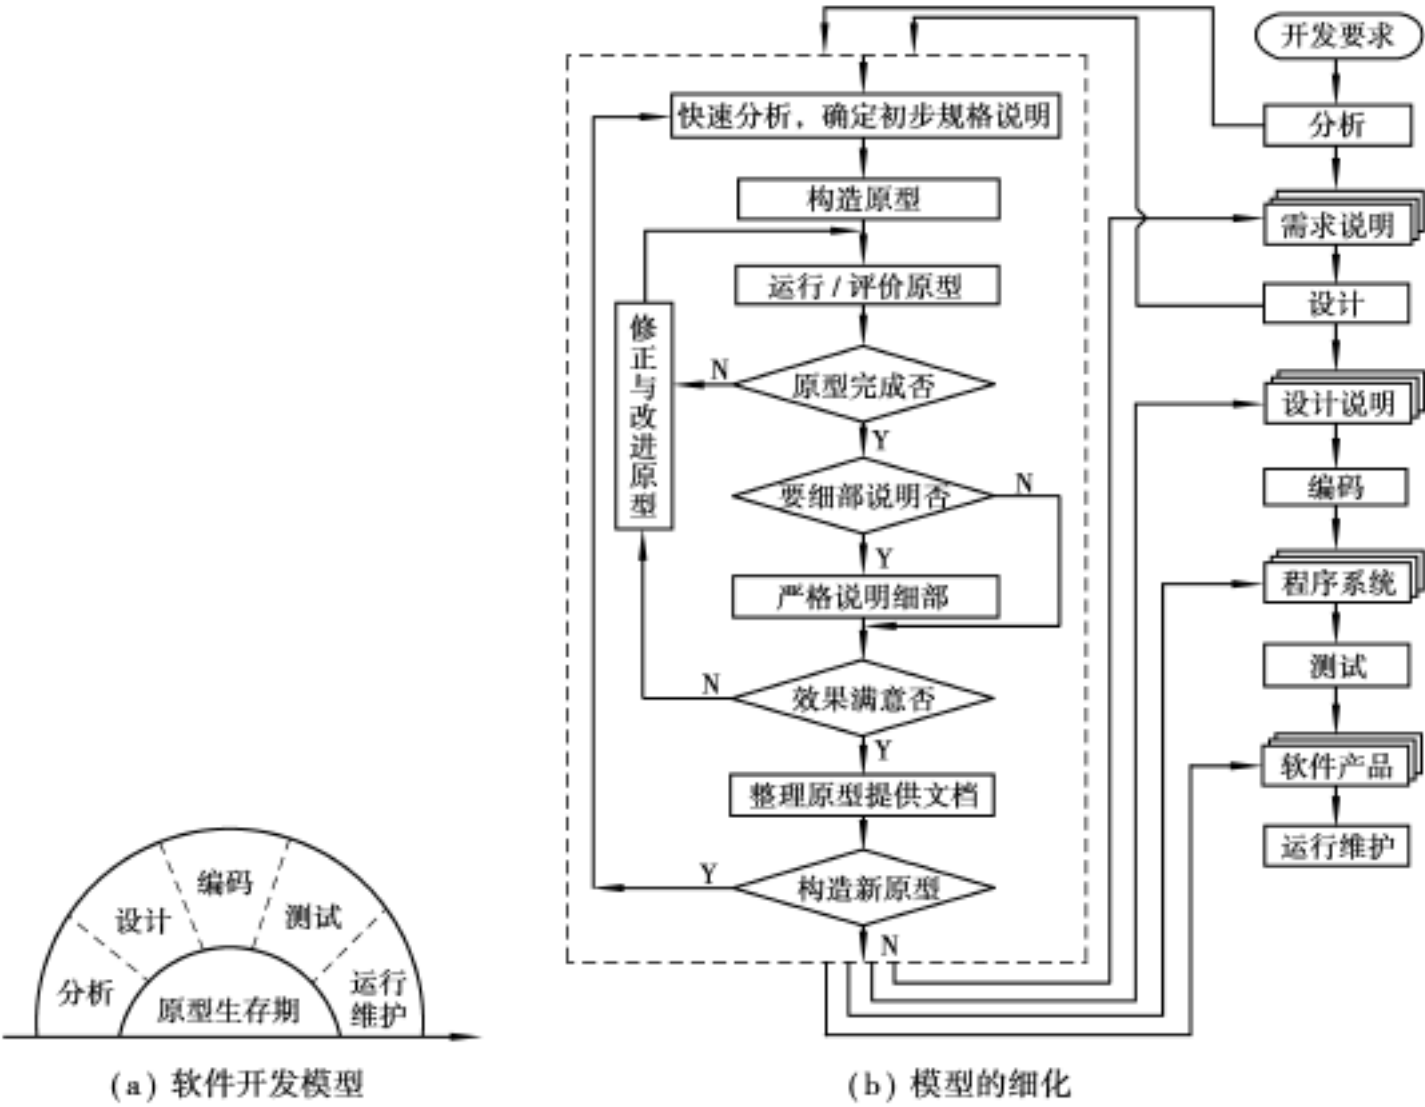 开发要求
分析
需求说明
设计
设计说明
编码
程序系统
测试
软件产品
运行维护
快速分析，确定初步规格说明
构造原型
运行 / 评价原型
修正与改进原型
N
原型完成否
Y
要细部说明否
N
Y
严格说明细部
N
效果满意否
Y
整理原型提供文档
Y
构造新原型
N
编码
设计
测试
分析
运行
维护
原型生存期
(a) 软件开发模型
(b) 模型的细化